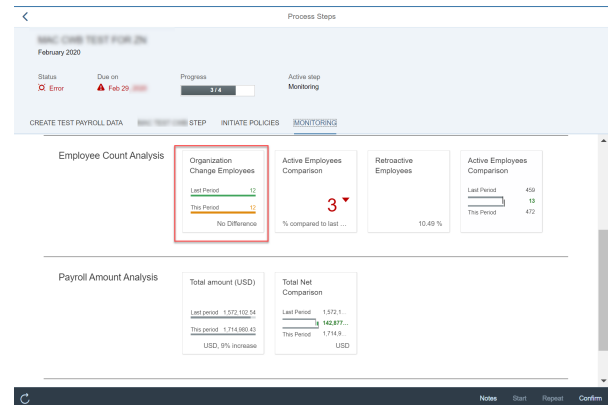 Process Steps
February 2020
Status
Due on
Progress
Active step
Error
Feb 29
3 / 4
Monitoring
CREATE TEST PAYROLL DATA
STEP
INITIATE POLICIES
MONITORING
Employee Count Analysis
Organization
Change Employees
Last Period 12
This Period 12
No Difference
Active Employees
Comparison
3
% compared to last ...
Retroactive
Employees
10.49 %
Active Employees
Comparison
Last Period 459
13
This Period 472
Payroll Amount Analysis
Total amount (USD)
Last period 1,572,102.54
This period 1,714,980.43
USD, 9% increase
Total Net
Comparison
Last Period 1,572,1...
142,877...
This Period 1,714,9...
USD
Notes
Start
Repeat
Confirm